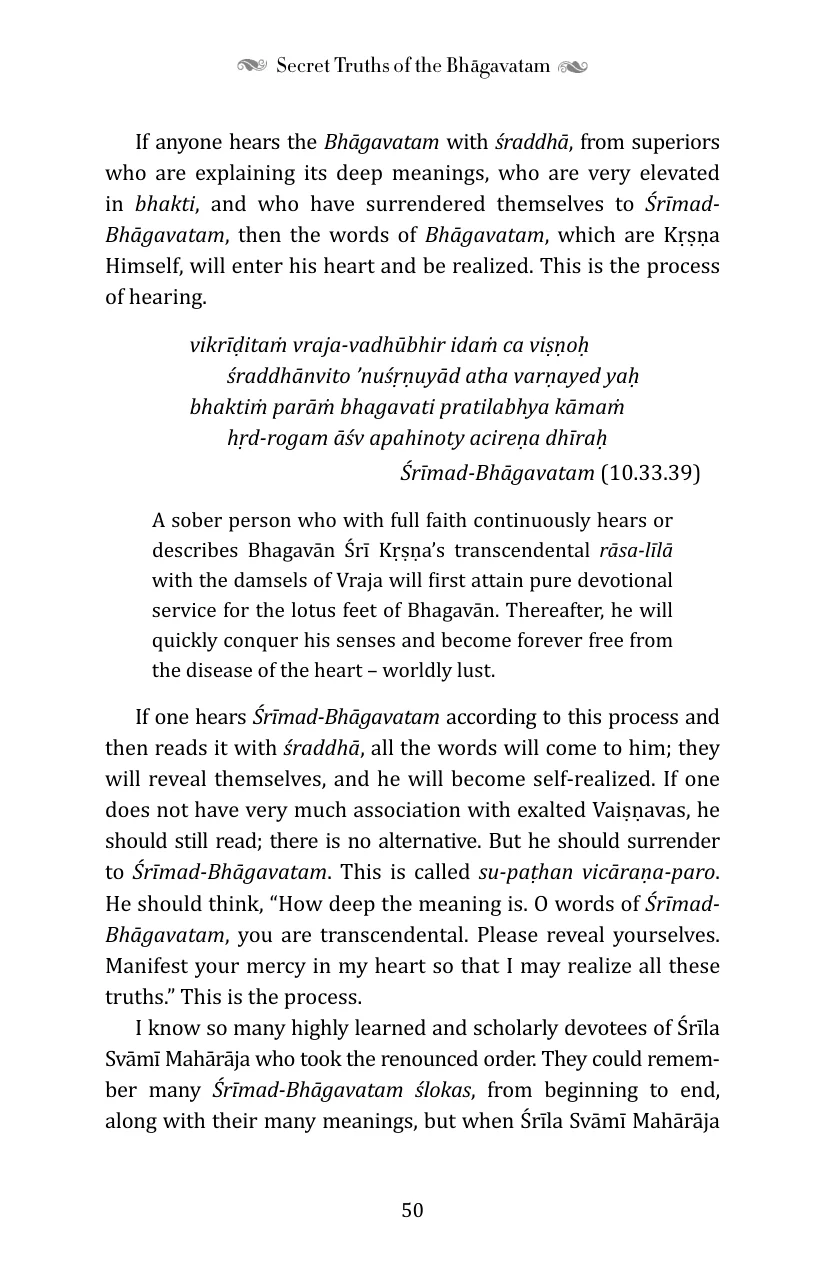 Secret Truths of the Bhāgavatam
If anyone hears the Bhāgavatam with śraddhā, from superiors
who are explaining its deep meanings, who are very elevated
in bhakti, and who have surrendered themselves to Śrīmad-
Bhāgavatam, then the words of Bhāgavatam, which are Kṛṣṇa
Himself, will enter his heart and be realized. This is the process
of hearing.
vikrīḍitaṁ vraja-vadhūbhir idaṁ ca viṣṇoḥ
śraddhānvito ’nuśṛṇuyād atha varṇayed yaḥ
bhaktiṁ parāṁ bhagavati pratilabhya kāmaṁ
hṛd-rogam āśv apahinoty acireṇa dhīraḥ
Śrīmad-Bhāgavatam (10.33.39)
A sober person who with full faith continuously hears or
describes Bhagavān Śrī Kṛṣṇa’s transcendental rāsa-līlā
with the damsels of Vraja will first attain pure devotional
service for the lotus feet of Bhagavān. Thereafter, he will
quickly conquer his senses and become forever free from
the disease of the heart – worldly lust.
If one hears Śrīmad-Bhāgavatam according to this process and
then reads it with śraddhā, all the words will come to him; they
will reveal themselves, and he will become self-realized. If one
does not have very much association with exalted Vaiṣṇavas, he
should still read; there is no alternative. But he should surrender
to Śrīmad-Bhāgavatam. This is called su-paṭhan vicāraṇa-paro.
He should think, “How deep the meaning is. O words of Śrīmad-
Bhāgavatam, you are transcendental. Please reveal yourselves.
Manifest your mercy in my heart so that I may realize all these
truths.” This is the process.
I know so many highly learned and scholarly devotees of Śrīla
Svāmī Mahārāja who took the renounced order. They could remem-
ber many Śrīmad-Bhāgavatam ślokas, from beginning to end,
along with their many meanings, but when Śrīla Svāmī Mahārāja
50